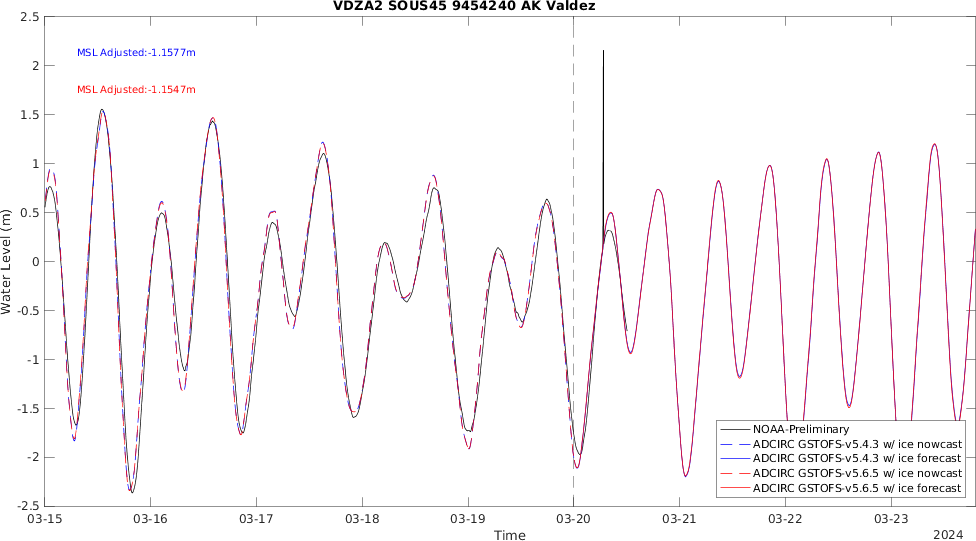 VDZA2 SOUS45 9454240 AK Valdez
2.5
2
1.5
1
0.5
0
-0.5
-1
-1.5
-2
-2.5
Water Level (m)
MSL Adjusted:-1.1577m
MSL Adjusted:-1.1547m
NOAA-Preliminary
ADCIRC GSTOFS-v5.4.3 w/ ice nowcast
ADCIRC GSTOFS-v5.4.3 w/ ice forecast
ADCIRC GSTOFS-v5.6.5 w/ ice nowcast
ADCIRC GSTOFS-v5.6.5 w/ ice forecast
03-15 03-16 03-17 03-18 03-19 03-20 03-21 03-22 03-23
Time
2024